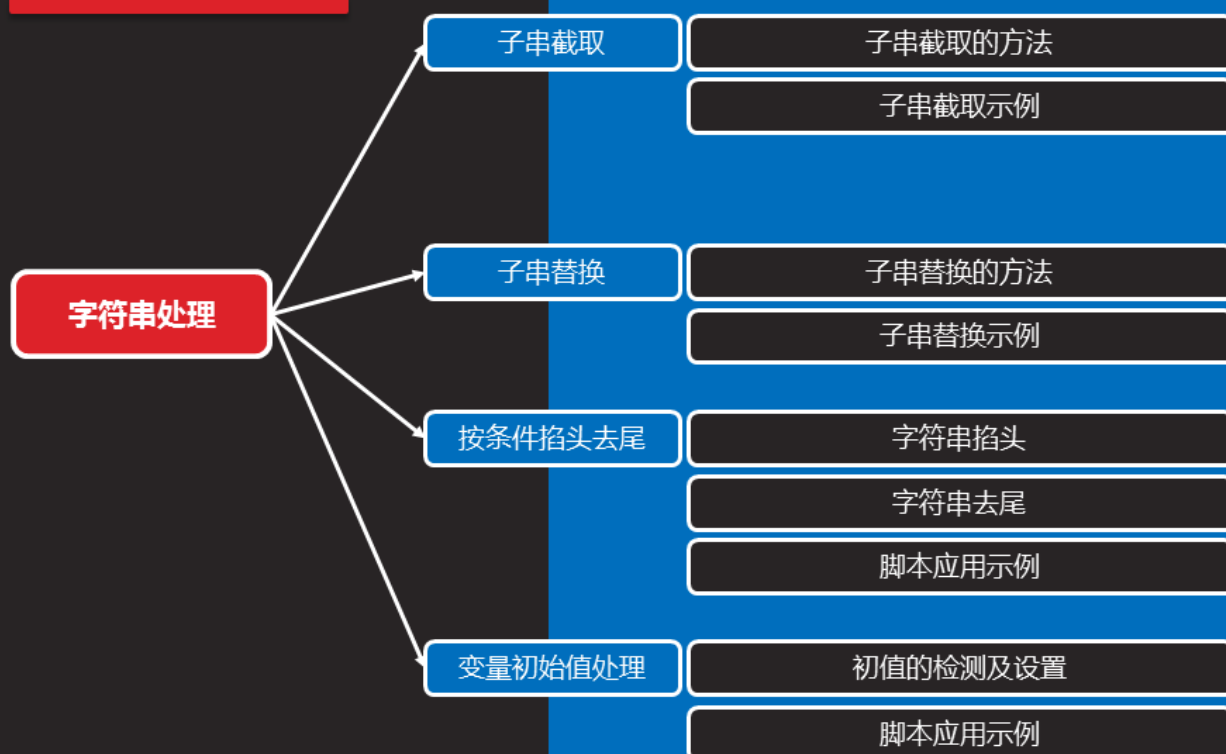 字符串处理
子串截取
子串截取的方法
子串截取示例
子串替换
子串替换的方法
子串替换示例
按条件掐头去尾
字符串掐头
字符串去尾
脚本应用示例
变量初始值处理
初值的检测及设置
脚本应用示例